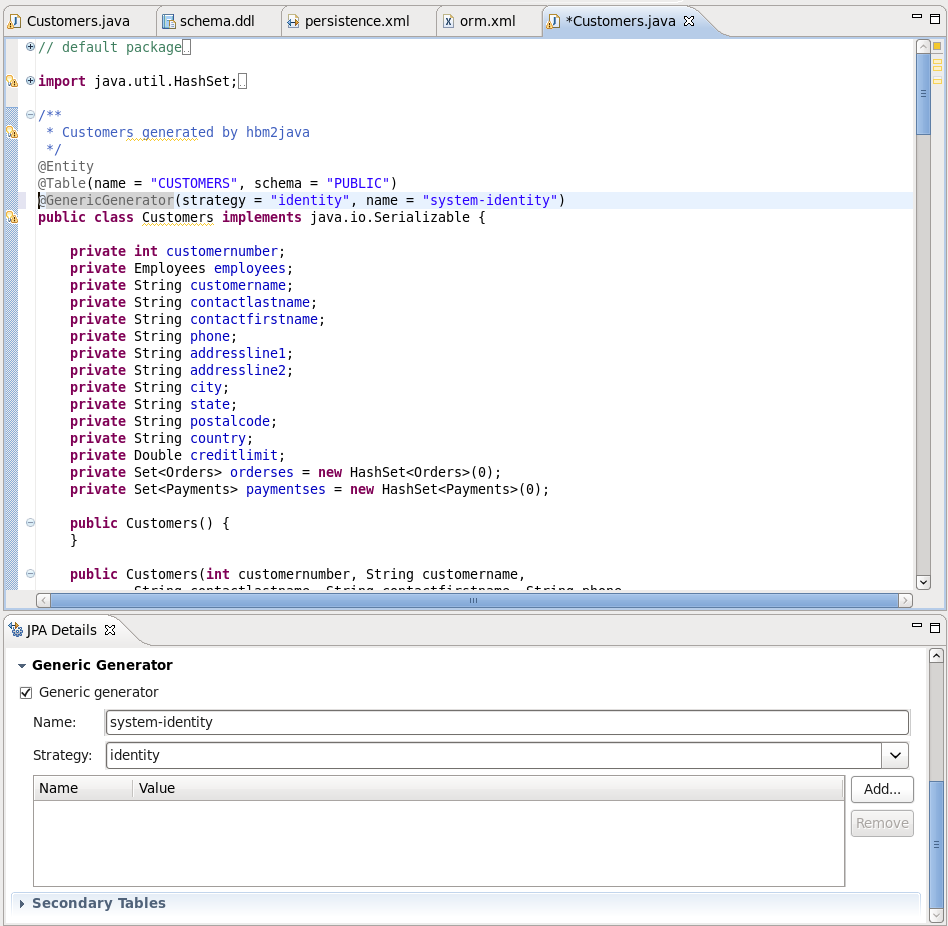 Customers.java schema.ddl persistence.xml orm.xml *Customers.java
// default package
import java.util.HashSet;
/**
* Customers generated by hbm2java
*/
@Entity
@Table(name = "CUSTOMERS", schema = "PUBLIC")
@GenericGenerator(strategy = "identity", name = "system-identity")
public class Customers implements java.io.Serializable {
private int customernumber;
private Employees employees;
private String customername;
private String contactlastname;
private String contactfirstname;
private String phone;
private String addressline1;
private String addressline2;
private String city;
private String state;
private String postalcode;
private String country;
private Double creditlimit;
private Set<Orders> orderses = new HashSet<Orders>(0);
private Set<Payments> paymentses = new HashSet<Payments>(0);
public Customers() {
}
public Customers(int customernumber, String customername,
String contactlastname, String contactfirstname, String phone,
JPA Details
Generic Generator
Generic generator
Name: system-identity
Strategy: identity
Name Value
Add...
Remove
Secondary Tables